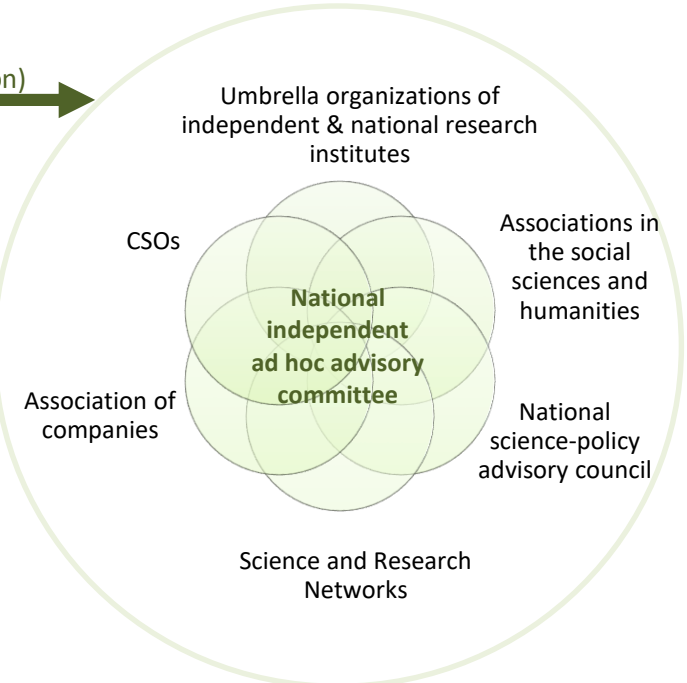 on)
Umbrella organizations of
independent & national research
institutes
CSOs
Associations in
the social
sciences and
humanities
National
independent
ad hoc advisory
committee
Association of
companies
National
science-policy
advisory council
Science and Research
Networks